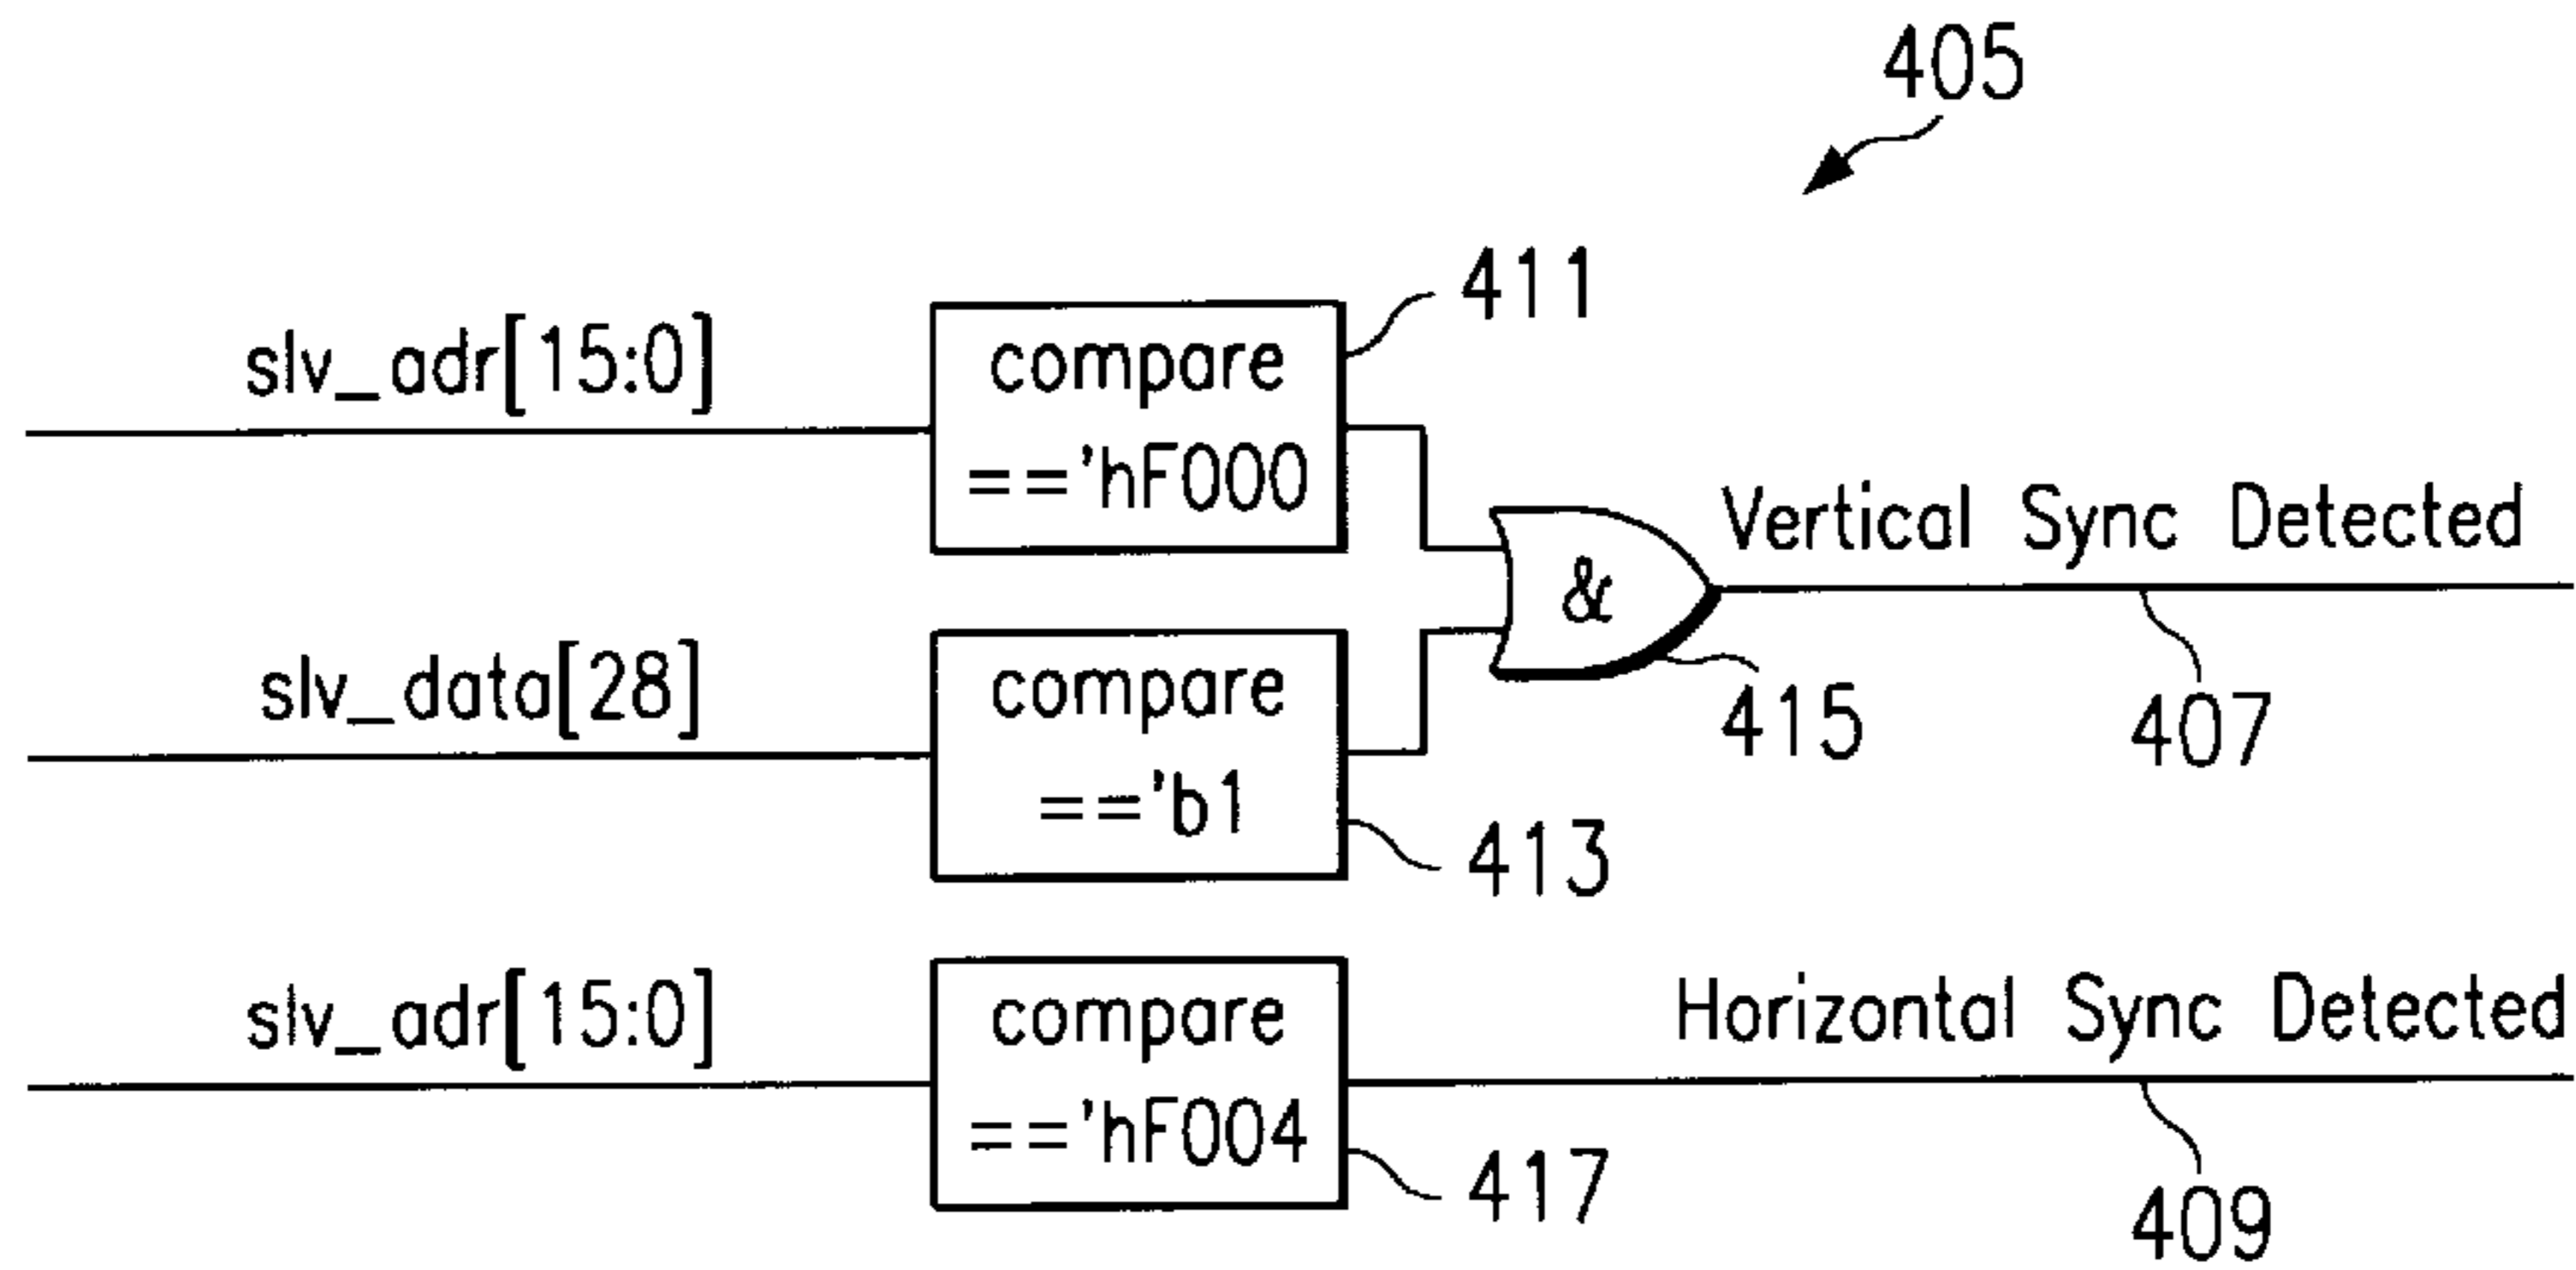 405
411
slv_adr[15:0]
compare
=='hF000
Vertical Sync Detected
&
slv_data[28]
compare
=='b1
415
407
413
slv_adr[15:0]
compare
=='hF004
Horizontal Sync Detected
417
409